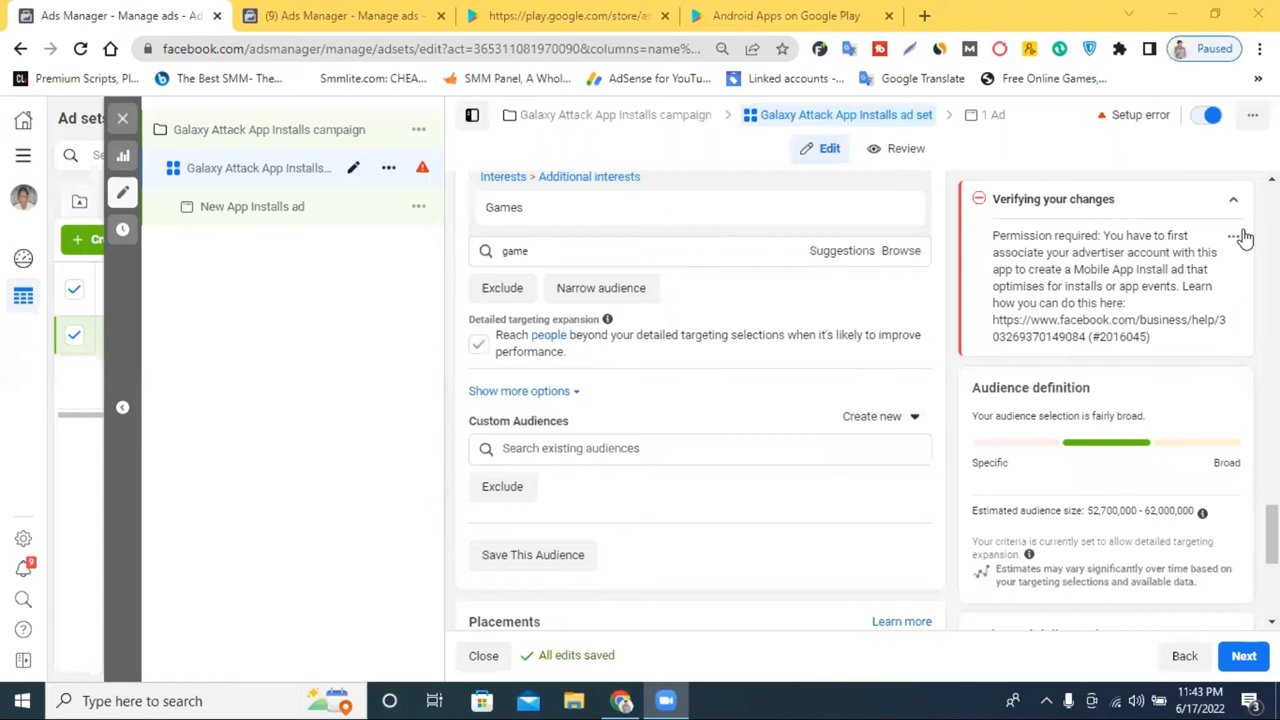 Ads Manager - Manage ads - Ad
(9) Ads Manager - Manage ads -
https://play.google.com/store/ap
Android Apps on Google Play
facebook.com/adsmanager/manage/adsets/edit?act=365311081970090&columns=name%...
Paused
Premium Scripts, Pl...
The Best SMM- The...
Smmlite.com: CHEA...
SMM Panel, A Whol...
AdSense for YouTu...
Linked accounts -...
Google Translate
Free Online Games,...
»
Ad sets
Galaxy Attack App Installs campaign
Galaxy Attack App Installs...
New App Installs ad
Galaxy Attack App Installs campaign
Galaxy Attack App Installs ad set
1 Ad
Setup error
Edit
Review
Interests > Additional interests
Games
game
Suggestions
Browse
Exclude
Narrow audience
Detailed targeting expansion
Reach people beyond your detailed targeting selections when it's likely to improve
performance.
Show more options
Custom Audiences
Create new
Search existing audiences
Exclude
Save This Audience
Placements
Learn more
Verifying your changes
Permission required: You have to first
associate your advertiser account with this
app to create a Mobile App Install ad that
optimises for installs or app events. Learn
how you can do this here:
https://www.facebook.com/business/help/3
03269370149084 (#2016045)
Audience definition
Your audience selection is fairly broad.
Specific
Broad
Estimated audience size: 52,700,000 - 62,000,000
Your criteria is currently set to allow detailed targeting
expansion.
Estimates may vary significantly over time based on
your targeting selections and available data.
Close
All edits saved
Back
Next
9
Type here to search
11:43 PM
6/17/2022
3